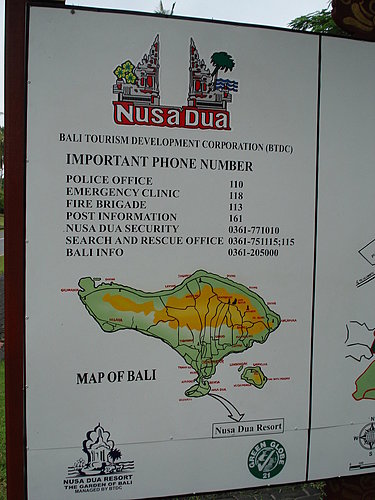 Nusa Dua
BALI TOURISM DEVELOPMENT CORPORATION (BTDC)
IMPORTANT PHONE NUMBER
POLICE OFFICE 110
EMERGENCY CLINIC 118
FIRE BRIGADE 113
POST INFORMATION 161
NUSA DUA SECURITY 0361-771010
SEARCH AND RESCUE OFFICE 0361-751115;115
BALI INFO 0361-205000
MAP OF BALI
Nusa Dua Resort
NUSA DUA RESORT
THE GARDEN OF BALI
MANAGED BY BTDC
GREEN GLOBE
21
N
W